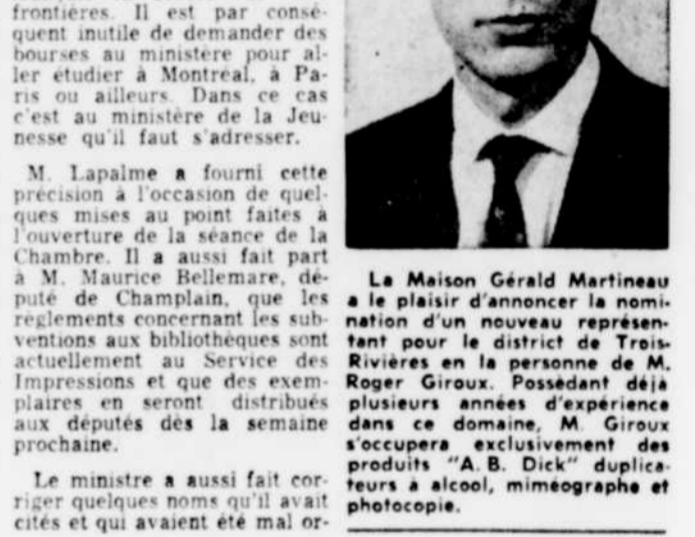 frontières. Il est par consé-
quent inutile de demander des
bourses au ministère pour al-
ler étudier à Montréal, à Pa-
ris ou ailleurs. Dans ce cas
c'est au ministère de la Jeu-
nesse qu'il faut s'adresser.
M. Lapalme a fourni cette
précision à l'occasion de quel-
ques mises au point faites à
l'ouverture de la séance de la
Chambre. Il a aussi fait part
à M. Maurice Bellemare, dé-
puté de Champlain, que les
règlements concernant les sub-
ventions aux bibliothèques sont
actuellement au Service des
Impressions et que des exem-
plaires en seront distribués
aux députés dès la semaine
prochaine.
Le ministre a aussi fait cor-
riger quelques noms qu'il avait
cités et qui avaient été mal or-
La Maison Gérald Martineau
a le plaisir d'annoncer la nomi-
nation d'un nouveau représen-
tant pour le district de Trois-
Rivières en la personne de M.
Roger Giroux. Possédant déjà
plusieurs années d'expérience
dans ce domaine, M. Giroux
s'occupera exclusivement des
produits "A. B. Dick" duplica-
teurs à alcool, miméographe et
photocopie.